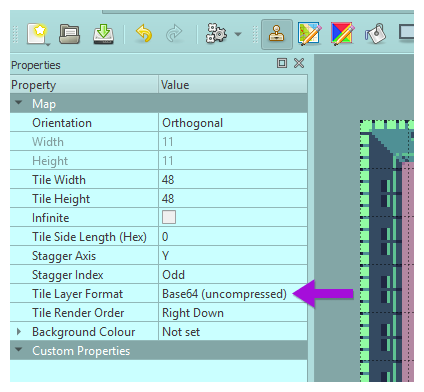 Properties
Property Value
Map
Orientation Orthogonal
Width 11
Height 11
Tile Width 48
Tile Height 48
Infinite
Tile Side Length (Hex) 0
Stagger Axis Y
Stagger Index Odd
Tile Layer Format Base64 (uncompressed)
Tile Render Order Right Down
Background Colour Not set
Custom Properties